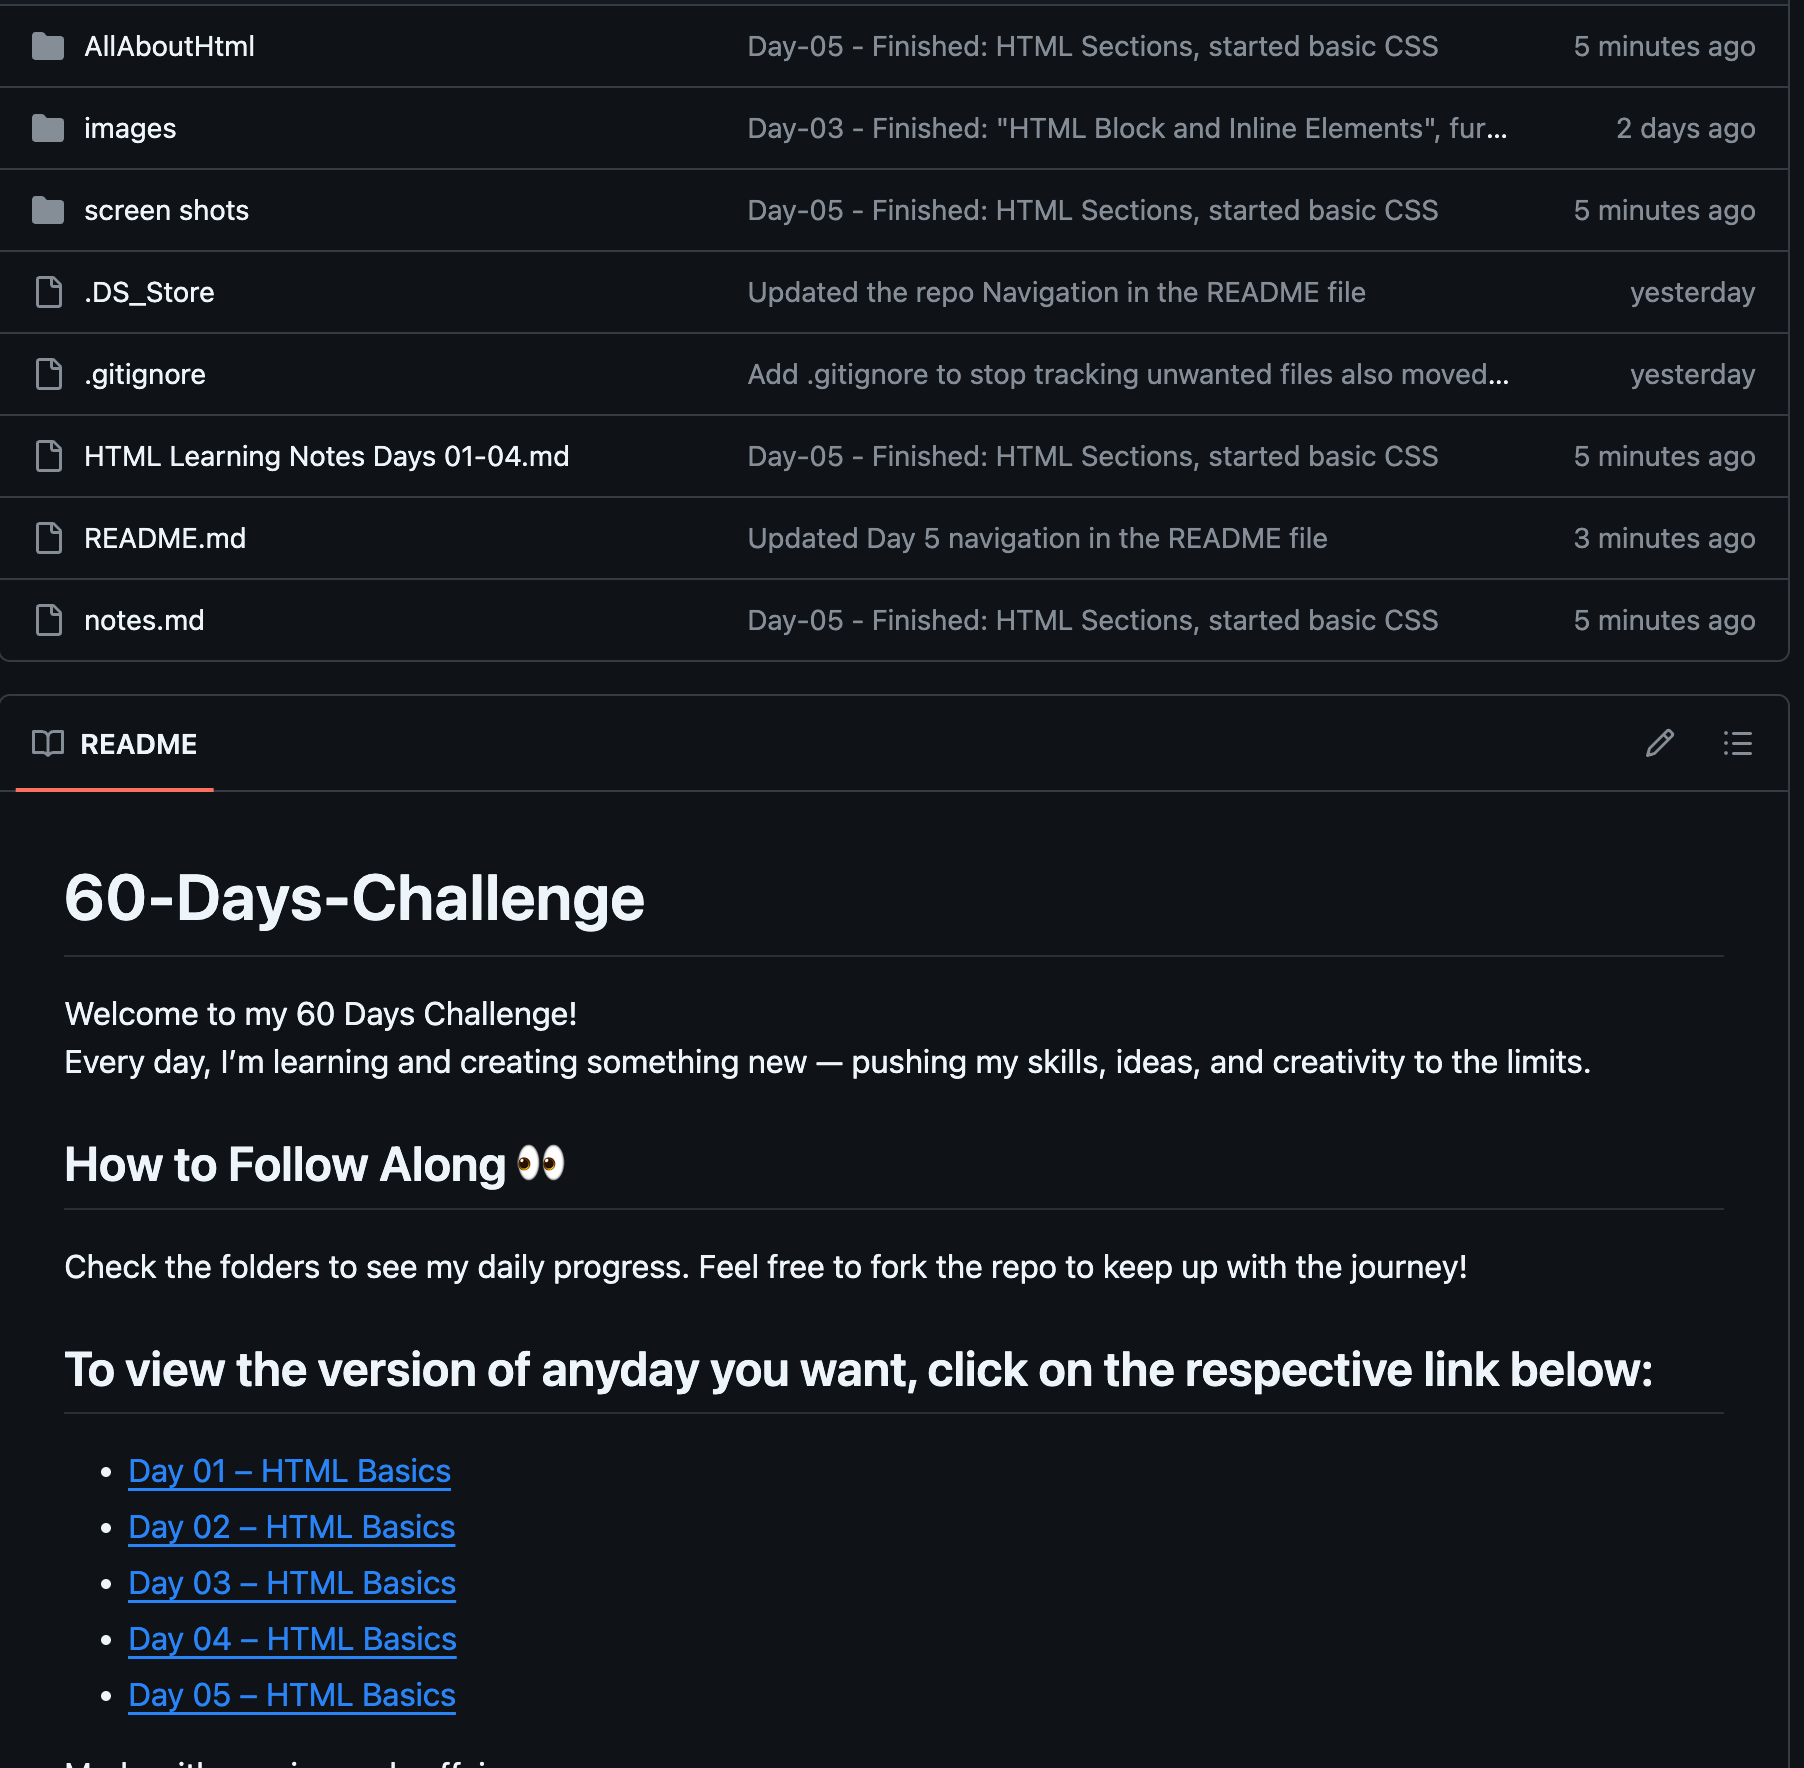 AllAboutHtml Day-05 - Finished: HTML Sections, started basic CSS 5 minutes ago
images Day-03 - Finished: "HTML Block and Inline Elements", fur... 2 days ago
screen shots Day-05 - Finished: HTML Sections, started basic CSS 5 minutes ago
.DS_Store Updated the repo Navigation in the README file yesterday
.gitignore Add .gitignore to stop tracking unwanted files also moved... yesterday
HTML Learning Notes Days 01-04.md Day-05 - Finished: HTML Sections, started basic CSS 5 minutes ago
README.md Updated Day 5 navigation in the README file 3 minutes ago
notes.md Day-05 - Finished: HTML Sections, started basic CSS 5 minutes ago
README
60-Days-Challenge
Welcome to my 60 Days Challenge!
Every day, I’m learning and creating something new — pushing my skills, ideas, and creativity to the limits.
How to Follow Along 👀
Check the folders to see my daily progress. Feel free to fork the repo to keep up with the journey!
To view the version of anyday you want, click on the respective link below:
• Day 01 – HTML Basics
• Day 02 – HTML Basics
• Day 03 – HTML Basics
• Day 04 – HTML Basics
• Day 05 – HTML Basics